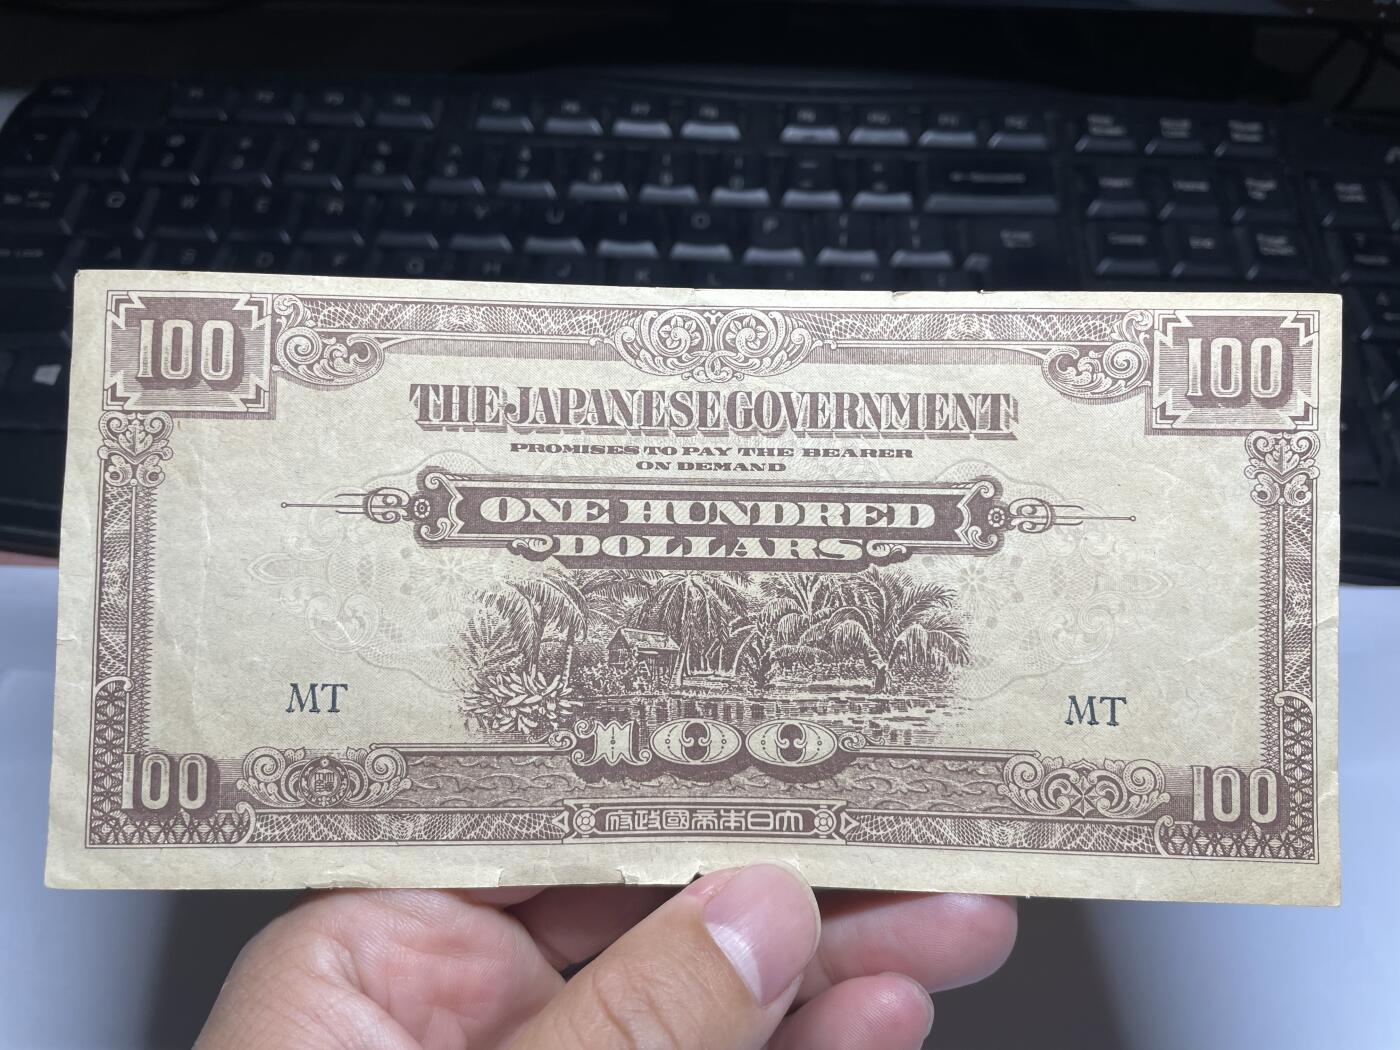 100 100
THE JAPANESE GOVERNMENT
PROMISES TO PAY THE BEARER
ON DEMAND
ONE HUNDRED
DOLLARS
MT MT
100
100 100
府政國帝本日大